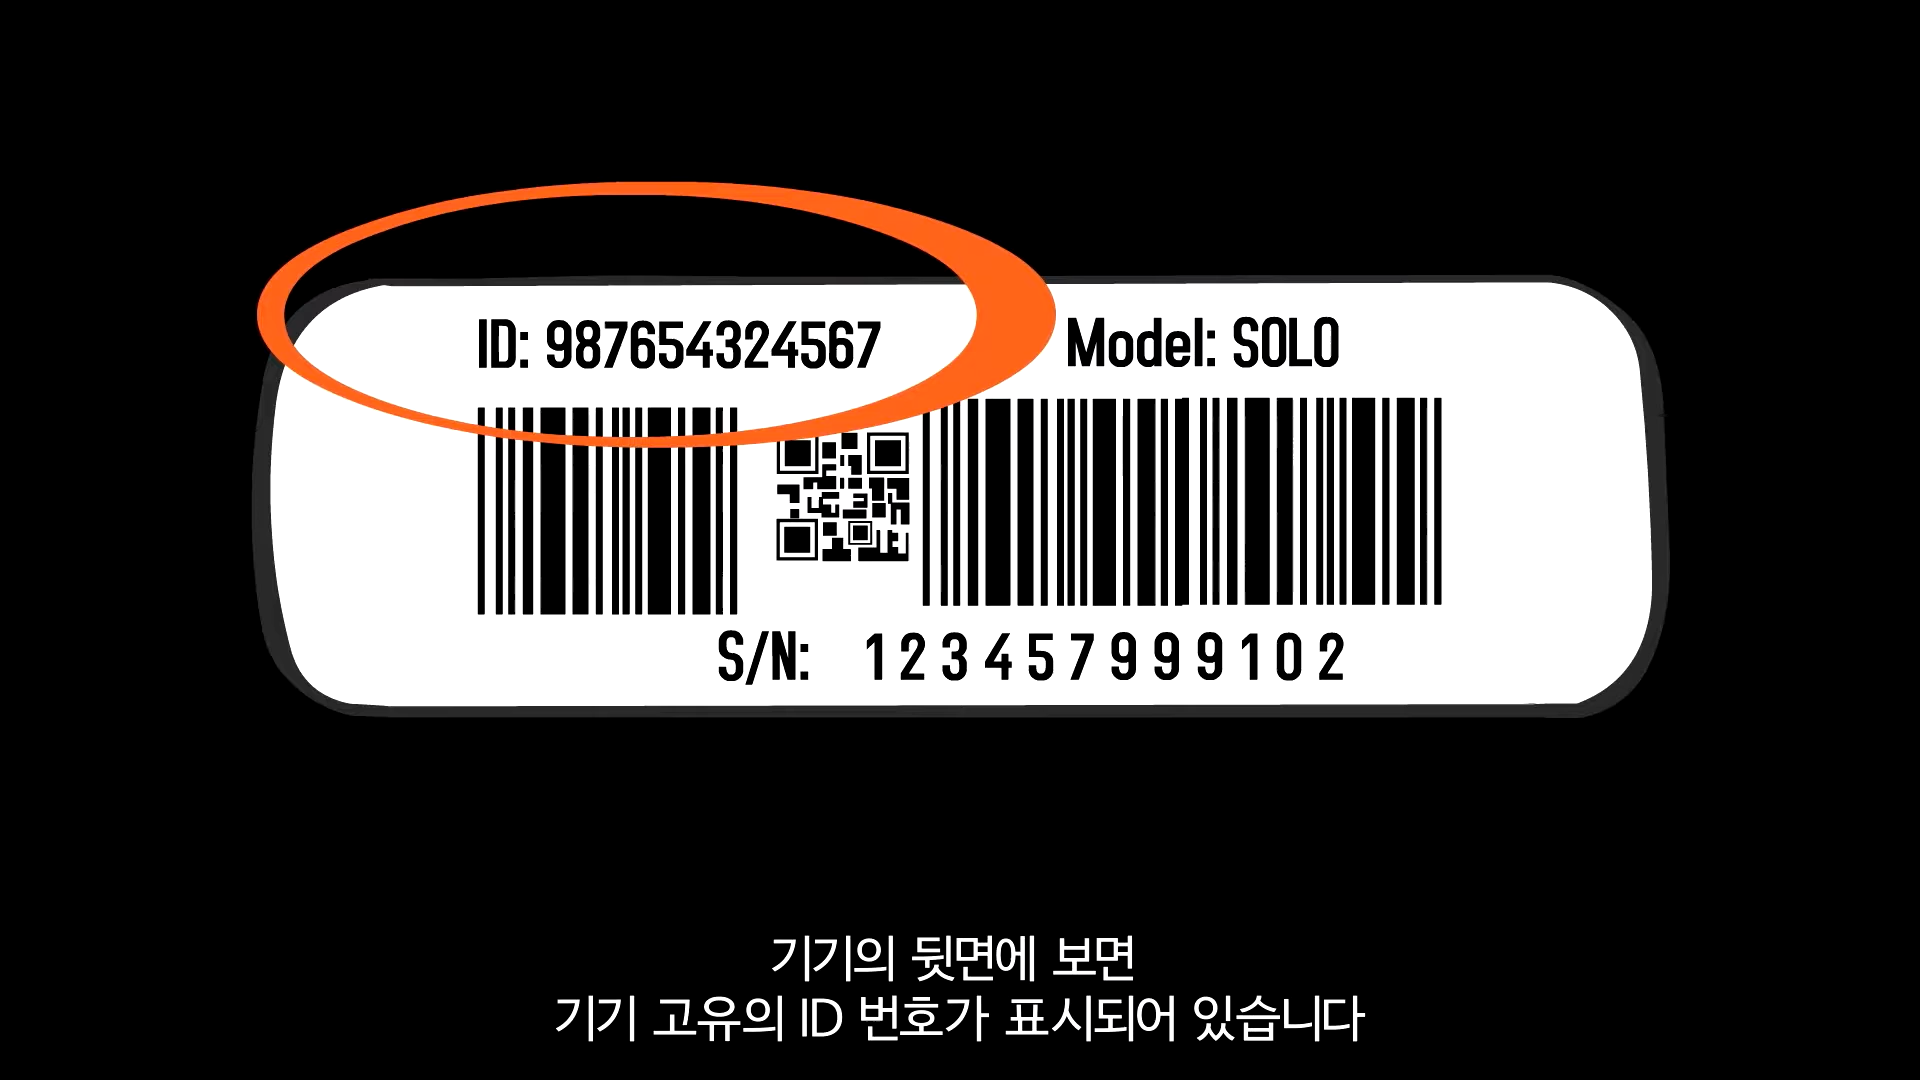 ID: 987654324567
Model: SOLO
S/N: 123457999102
기기의 뒷면에 보면
기기 고유의 ID 번호가 표시되어 있습니다